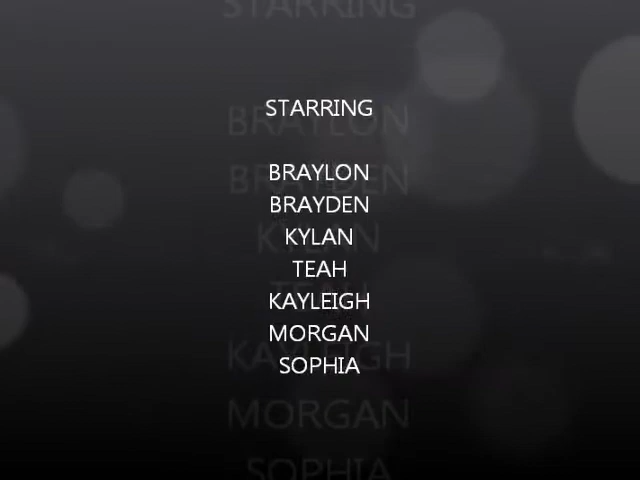 STARRING
BRAYLON
BRAYDEN
KYLAN
TEAH
KAYLEIGH
MORGAN
SOPHIA